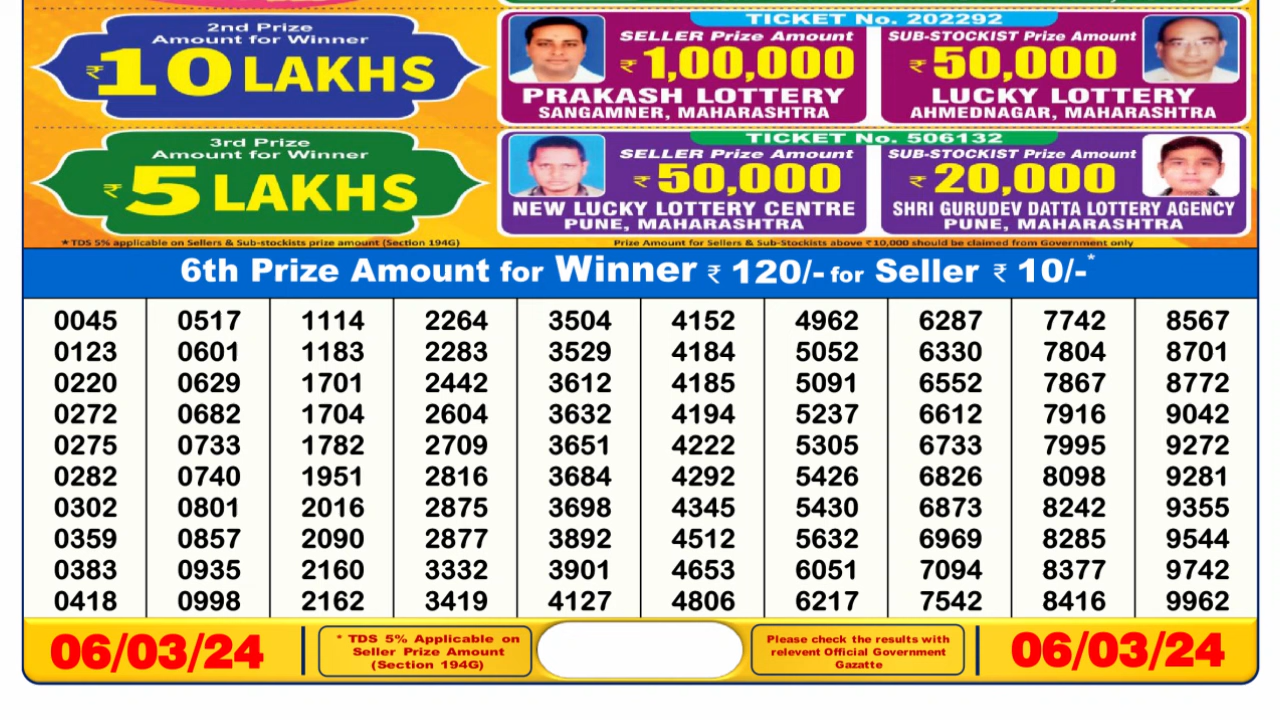 2nd Prize
Amount for Winner
₹10 LAKHS
TICKET No. 202292
SELLER Prize Amount
₹ 1,00,000
PRAKASH LOTTERY
SANGAMNER, MAHARASHTRA
SUB-STOCKIST Prize Amount
₹ 50,000
LUCKY LOTTERY
AHMEDNAGAR, MAHARASHTRA
3rd Prize
Amount for Winner
₹5 LAKHS
TICKET No. 506132
SELLER Prize Amount
₹ 50,000
NEW LUCKY LOTTERY CENTRE
PUNE, MAHARASHTRA
SUB-STOCKIST Prize Amount
₹ 20,000
SHRI GURUDEV DATTA LOTTERY AGENCY
PUNE, MAHARASHTRA
* TDS 5% applicable on Sellers & Sub-stockists prize amount (Section 194G)
Prize Amount for Sellers & Sub-Stockists above ₹10,000 should be claimed from Government only
6th Prize Amount for Winner ₹ 120/- for Seller ₹ 10/-*
0045 0517 1114 2264 3504 4152 4962 6287 7742 8567
0123 0601 1183 2283 3529 4184 5052 6330 7804 8701
0220 0629 1701 2442 3612 4185 5091 6552 7867 8772
0272 0682 1704 2604 3632 4194 5237 6612 7916 9042
0275 0733 1782 2709 3651 4222 5305 6733 7995 9272
0282 0740 1951 2816 3684 4292 5426 6826 8098 9281
0302 0801 2016 2875 3698 4345 5430 6873 8242 9355
0359 0857 2090 2877 3892 4512 5632 6969 8285 9544
0383 0935 2160 3332 3901 4653 6051 7094 8377 9742
0418 0998 2162 3419 4127 4806 6217 7542 8416 9962
06/03/24
* TDS 5% Applicable on
Seller Prize Amount
(Section 194G)
Please check the results with
relevent Official Government
Gazatte
06/03/24